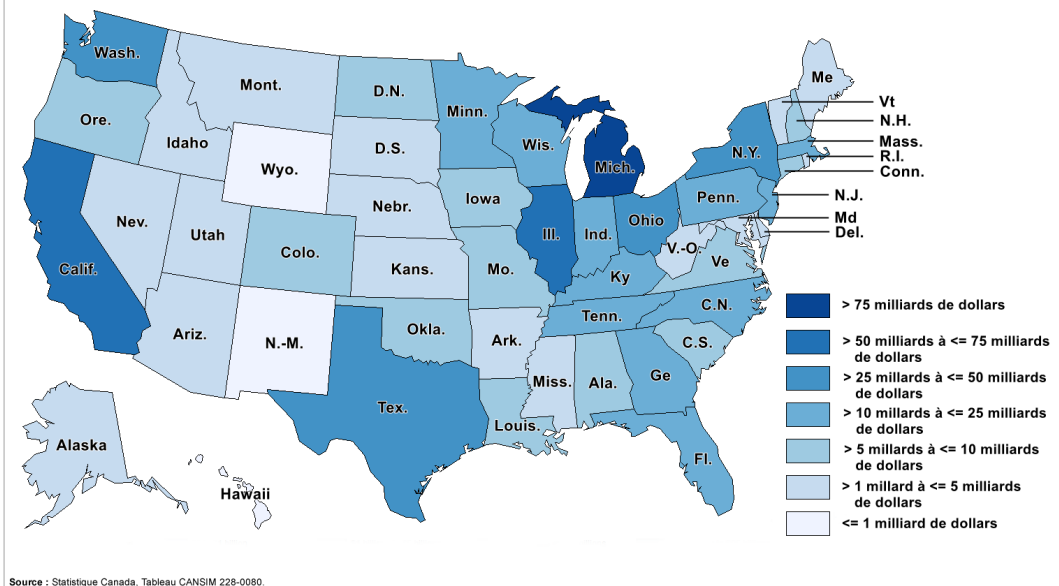 Wash.
Ore.
Calif.
Idaho
Nev.
Mont.
Wyo.
Utah
Ariz.
Colo.
N.-M.
D.N.
D.S.
Nebr.
Kans.
Okla.
Tex.
Minn.
Iowa
Mo.
Ark.
Louis.
Wis.
Ill.
Mich.
Ind.
Ohio
Ky
Tenn.
Miss.
Ala.
Ge
Fl.
C.S.
C.N.
Ve
V.-O.
Penn.
N.Y.
Me
Vt
N.H.
Mass.
R.I.
Conn.
N.J.
Md
Del.
Alaska
Hawaii
> 75 milliards de dollars
> 50 milliards à <= 75 milliards
de dollars
> 25 millards à <= 50 milliards
de dollars
> 10 millards à <= 25 milliards
de dollars
> 5 millards à <= 10 milliards
de dollars
> 1 millard à <= 5 milliards
de dollars
<= 1 milliard de dollars
Source : Statistique Canada. Tableau CANSIM 228-0080.